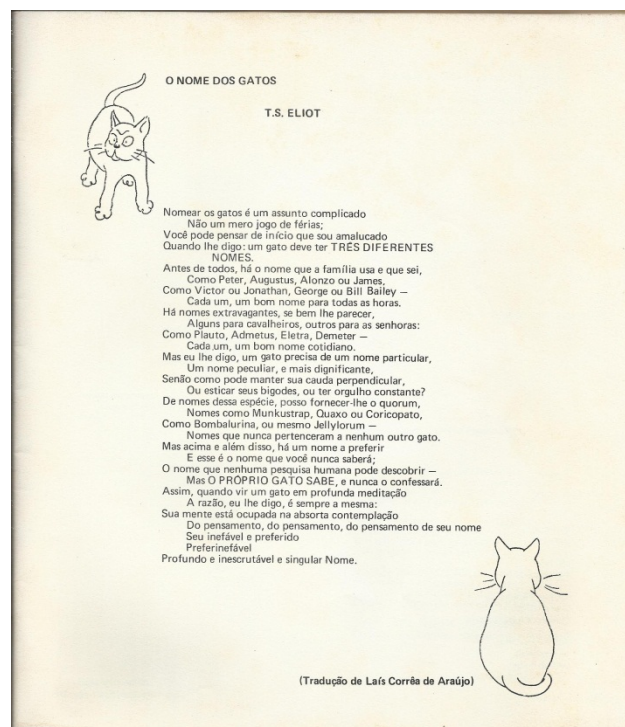 O NOME DOS GATOS
T.S. ELIOT
Nomear os gatos é um assunto complicado
Não um mero jogo de férias;
Você pode pensar de início que sou amalucado
Quando lhe digo: um gato deve ter TRÊS DIFERENTES
NOMES.
Antes de todos, há o nome que a família usa e que sei,
Como Peter, Augustus, Alonzo ou James,
Como Victor ou Jonathan, George ou Bill Bailey —
Cada um, um bom nome para todas as horas.
Há nomes extravagantes, se bem lhe parecer,
Alguns para cavalheiros, outros para as senhoras:
Como Plauto, Admetus, Eletra, Demeter —
Cada um, um bom nome cotidiano.
Mas eu lhe digo, um gato precisa de um nome particular,
Um nome peculiar, e mais dignificante,
Senão como pode manter sua cauda perpendicular,
Ou esticar seus bigodes, ou ter orgulho constante?
De nomes dessa espécie, posso fornecer-lhe o quorum,
Nomes como Munkustrap, Quaxo ou Coricopato,
Como Bombalurina, ou mesmo Jellylorum —
Nomes que nunca pertenceram a nenhum outro gato.
Mas acima e além disso, há um nome a preferir
E esse é o nome que você nunca saberá;
O nome que nenhuma pesquisa humana pode descobrir —
Mas O PRÓPRIO GATO SABE, e nunca o confessará.
Assim, quando vir um gato em profunda meditação
A razão, eu lhe digo, é sempre a mesma:
Sua mente está ocupada na absorta contemplação
Do pensamento, do pensamento, do pensamento de seu nome
Seu inefável e preferido
Preferinefável
Profundo e inescrutável e singular Nome.
(Tradução de Laís Corrêa de Araújo)